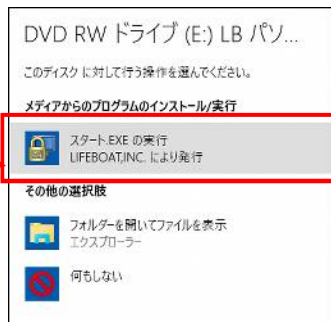 DVD RW ドライブ (E:) LB パソ...
このディスク に対して行う操作を選んでください。
メディアからのプログラムのインストール/実行
スタート.EXE の実行
LIFEBOAT,INC. により発行
その他の選択肢
フォルダーを開いてファイルを表示
エクスプローラー
何もしない